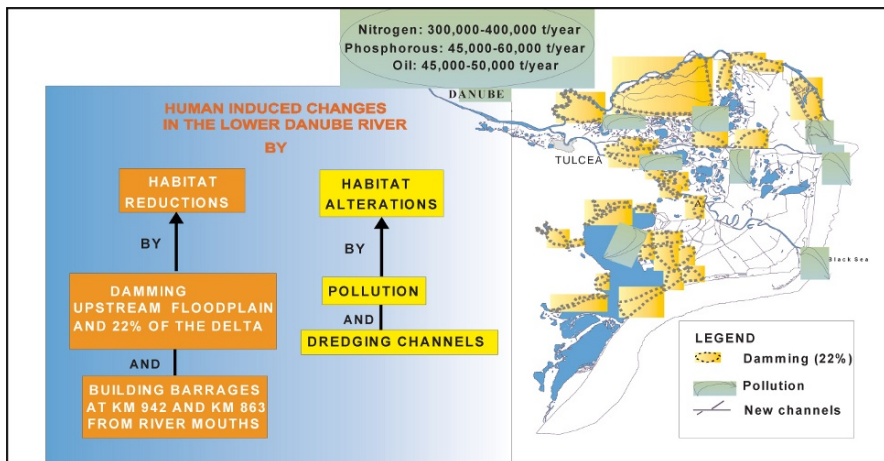 Nitrogen: 300,000-400,000 t/year
Phosphorous: 45,000-60,000 t/year
Oil: 45,000-50,000 t/year
DANUBE
HUMAN INDUCED CHANGES
IN THE LOWER DANUBE RIVER
BY
HABITAT
REDUCTIONS
BY
DAMMING
UPSTREAM FLOODPLAIN
AND 22% OF THE DELTA
AND
BUILDING BARRAGES
AT KM 942 AND KM 863
FROM RIVER MOUTHS
HABITAT
ALTERATIONS
BY
POLLUTION
AND
DREDGING CHANNELS
TULCEA
Black Sea
LEGEND
Damming (22%)
Pollution
New channels